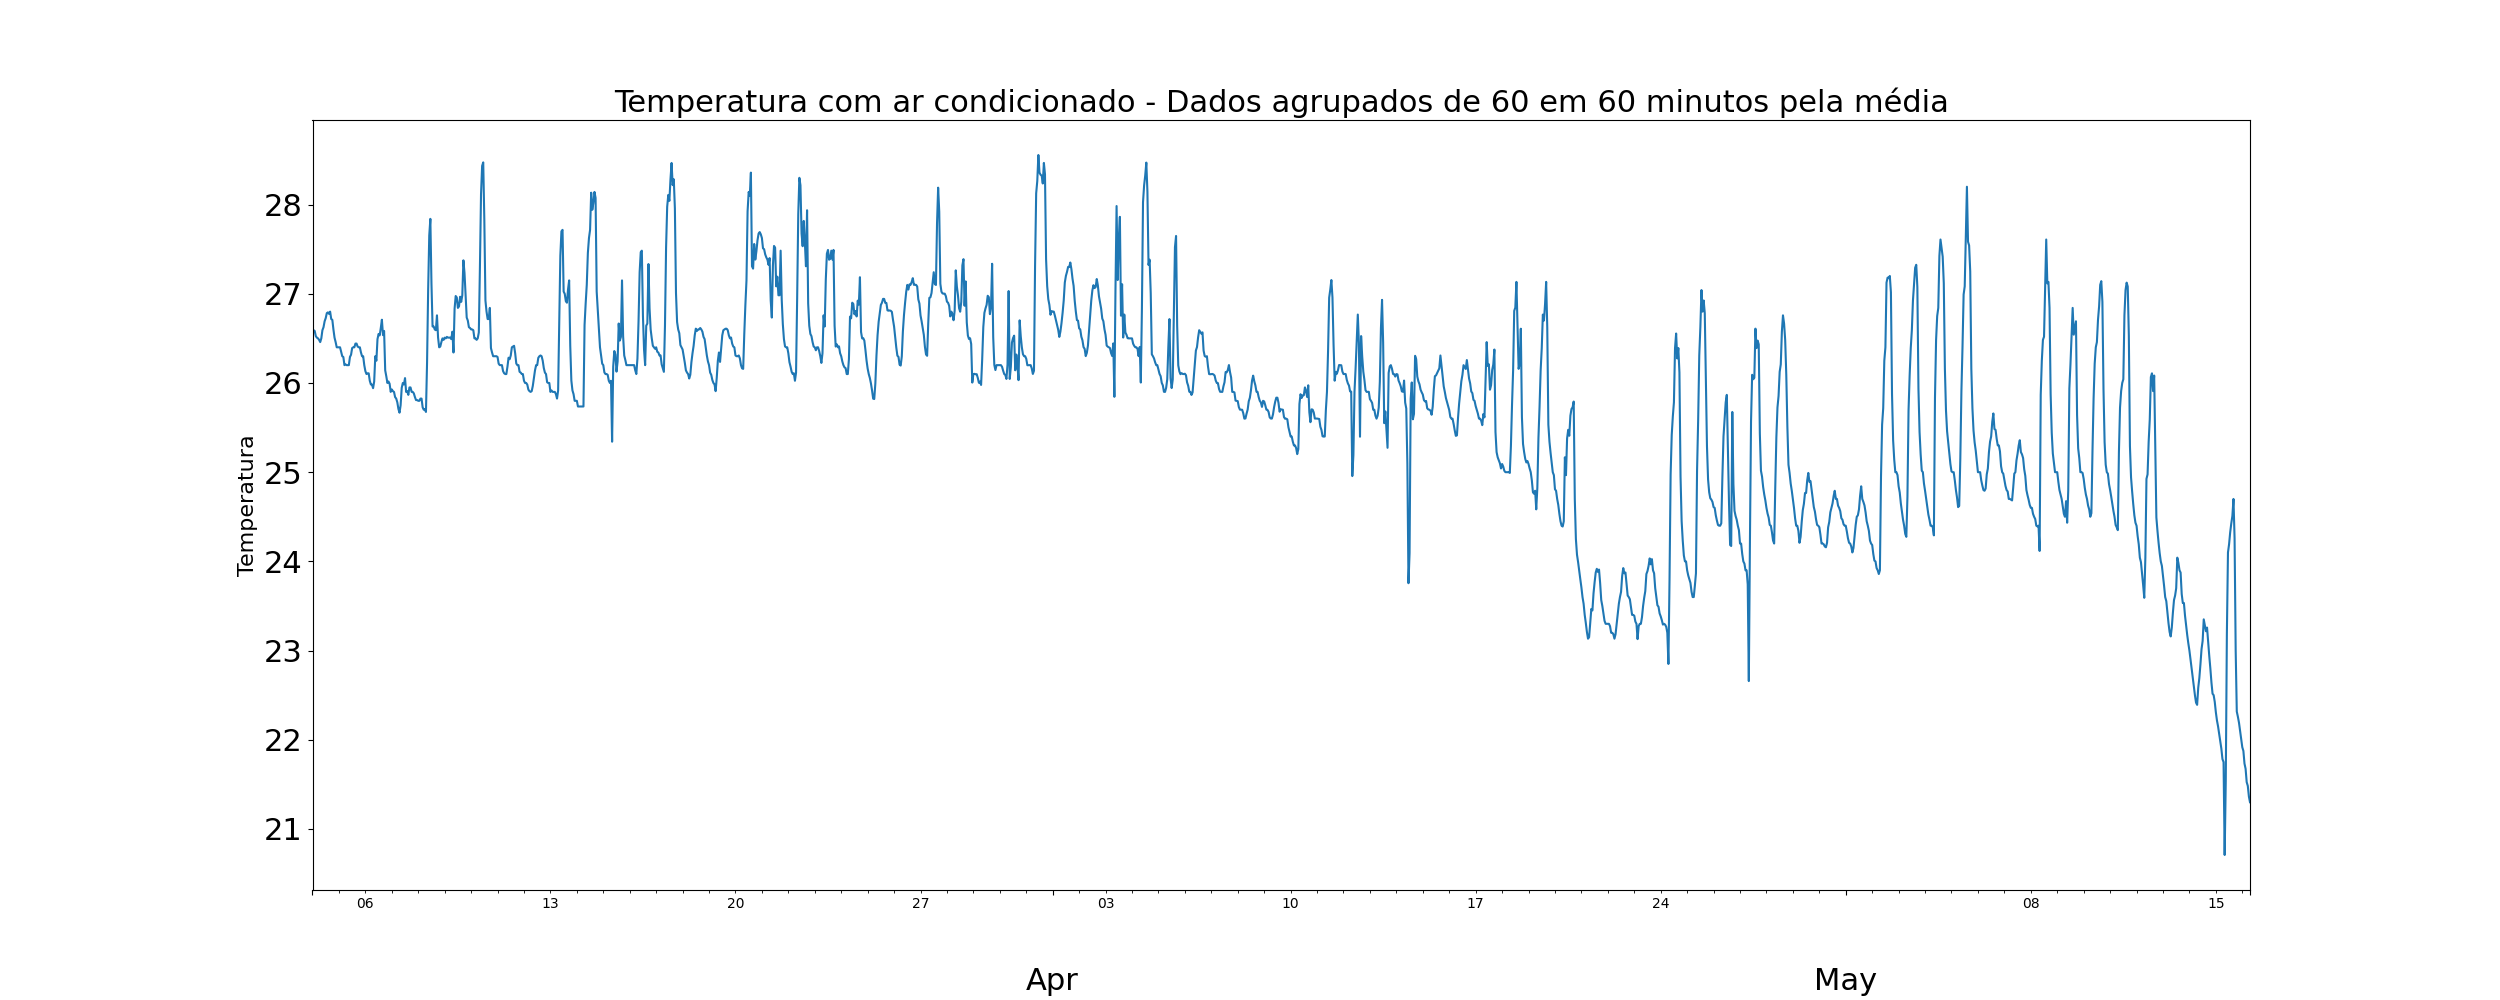 Temperatura com ar condicionado - Dados agrupados de 60 em 60 minutos pela média
Temperatura
28
27
26
25
24
23
22
21
06 13 20 27 03 10 17 24 08 15
Apr May